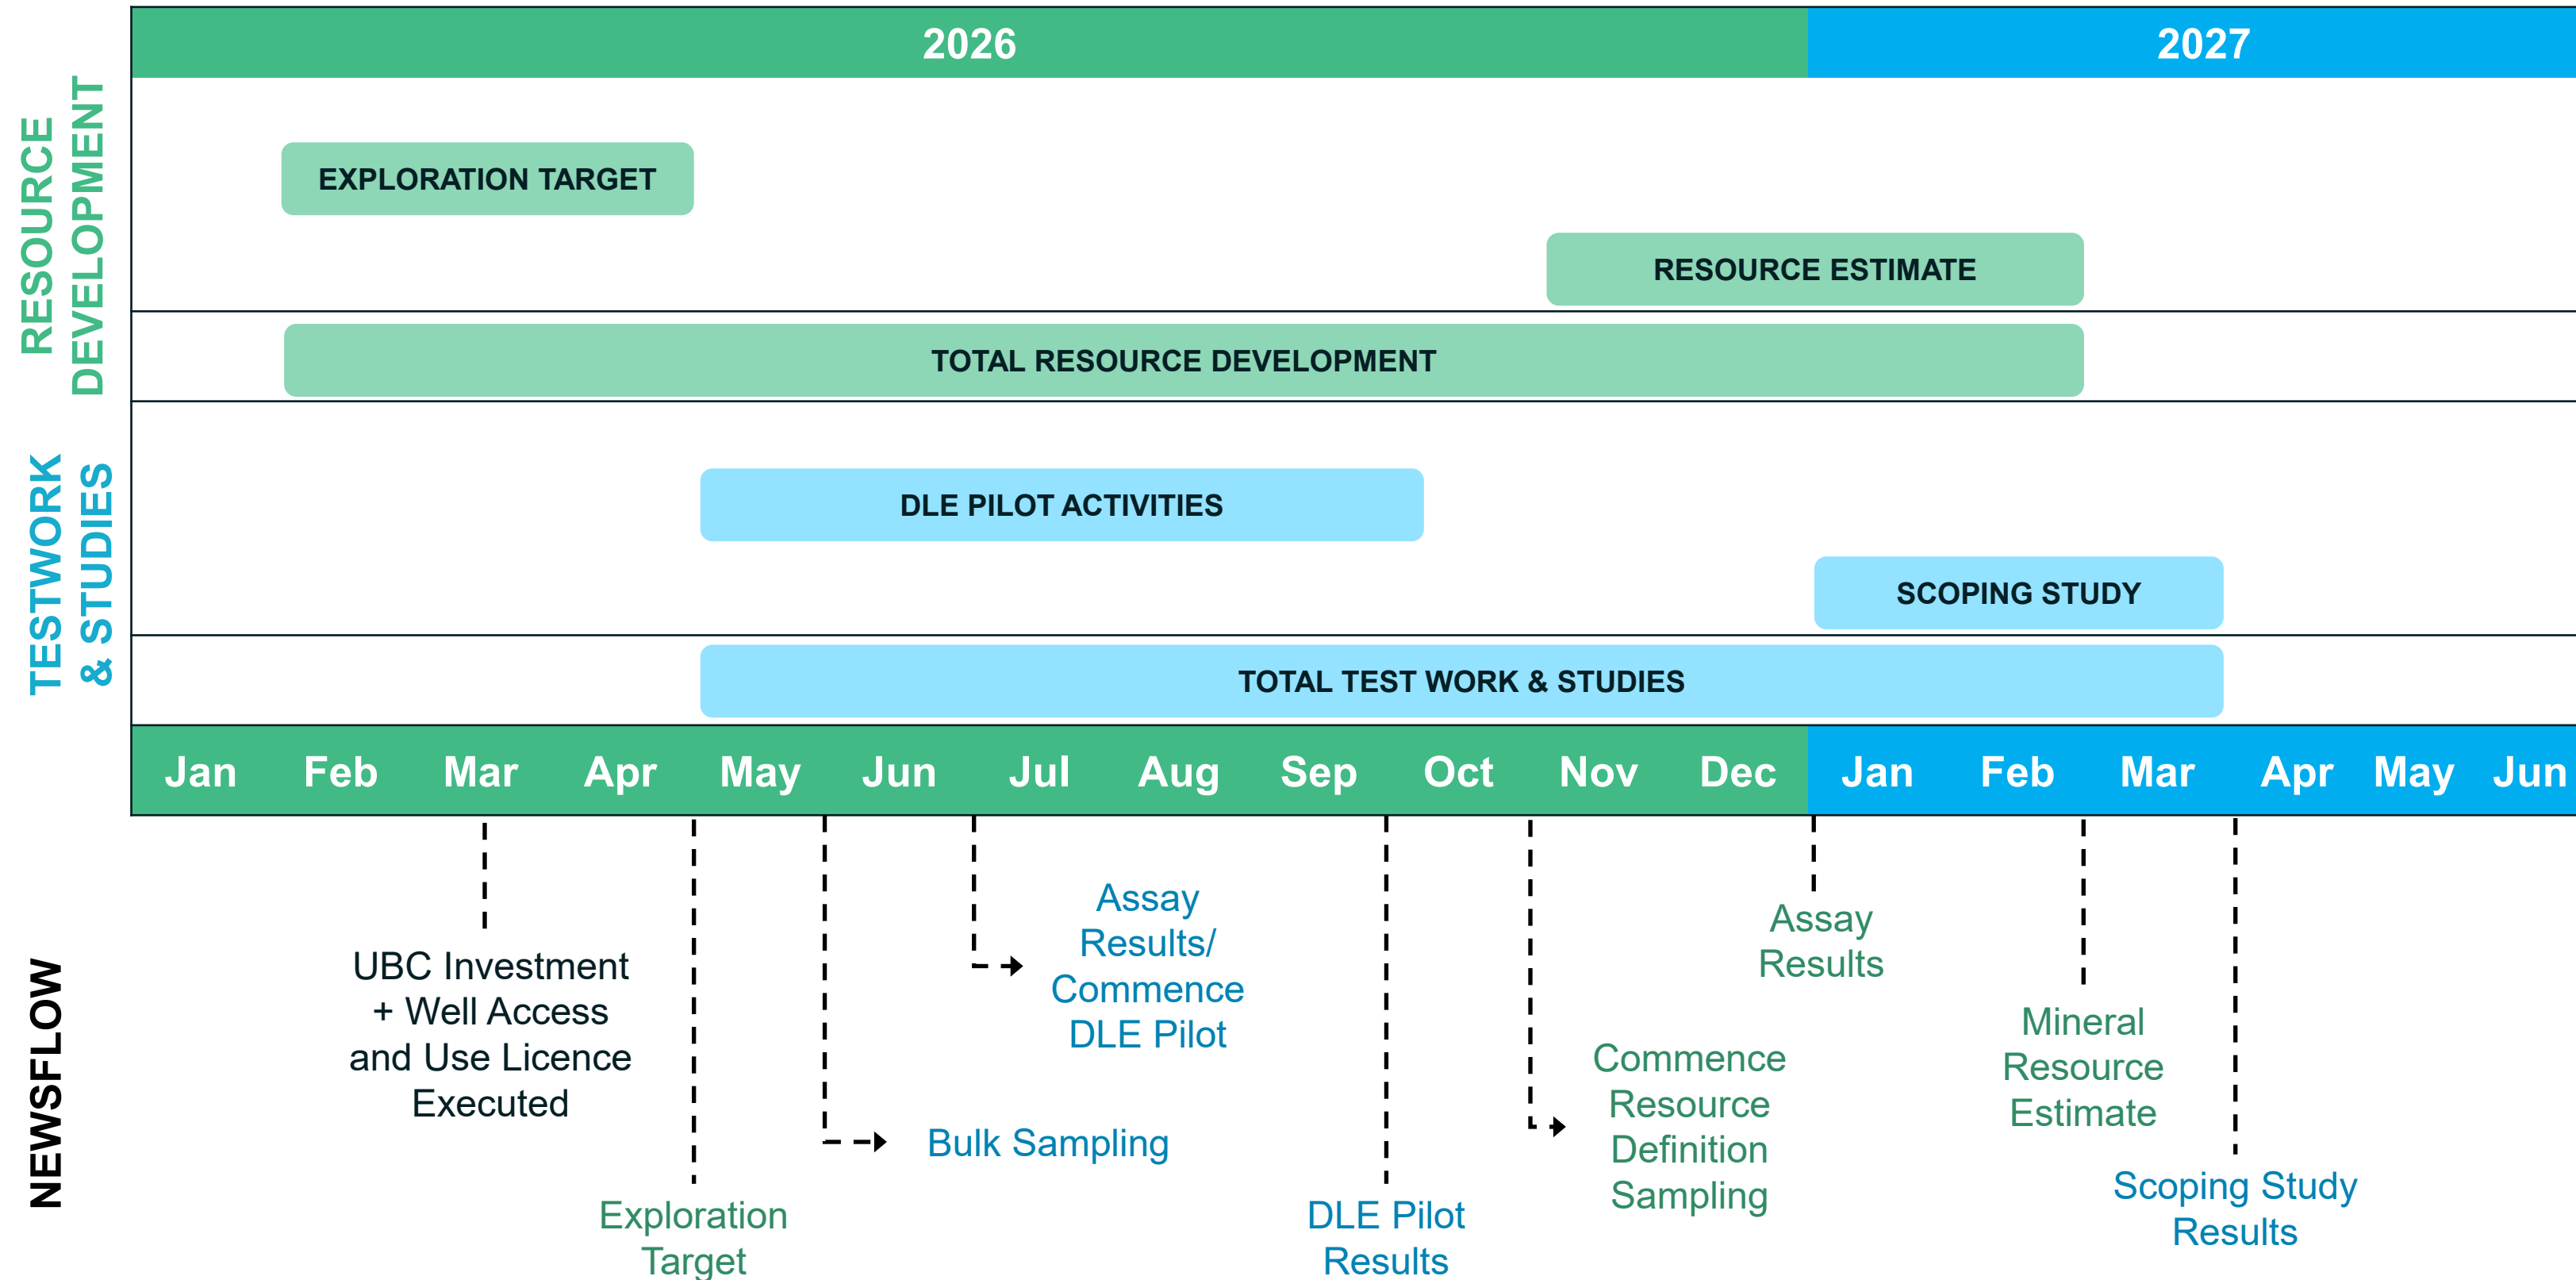 2026
2027
RESOURCE
DEVELOPMENT
EXPLORATION TARGET
RESOURCE ESTIMATE
TOTAL RESOURCE DEVELOPMENT
TESTWORK
& STUDIES
DLE PILOT ACTIVITIES
SCOPING STUDY
TOTAL TEST WORK & STUDIES
Jan Feb Mar Apr May Jun Jul Aug Sep Oct Nov Dec Jan Feb Mar Apr May Jun
NEWSFLOW
UBC Investment
+ Well Access
and Use Licence
Executed
Exploration
Target
Bulk Sampling
Assay
Results/
Commence
DLE Pilot
DLE Pilot
Results
Commence
Resource
Definition
Sampling
Assay
Results
Mineral
Resource
Estimate
Scoping Study
Results